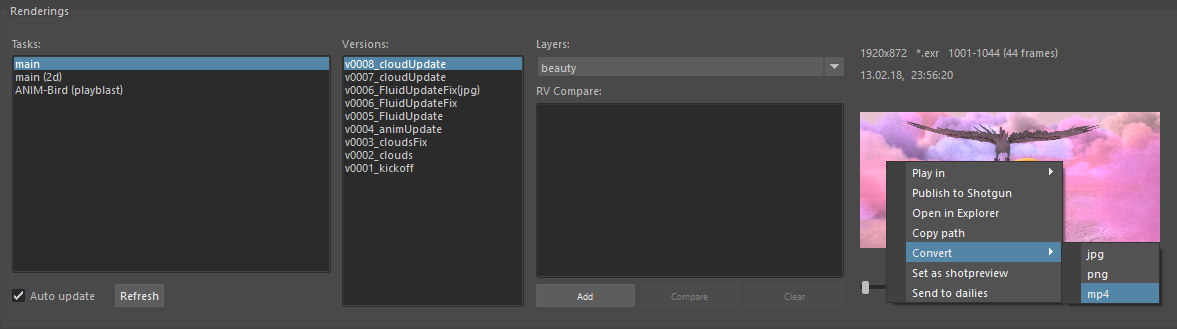 Renderings
Tasks:
main
main (2d)
ANIM-Bird (playblast)
Auto update
Refresh
Versions:
v0008_cloudUpdate
v0007_cloudUpdate
v0006_FluidUpdateFix(jpg)
v0006_FluidUpdateFix
v0005_FluidUpdate
v0004_animUpdate
v0003_cloudsFix
v0002_clouds
v0001_kickoff
Layers:
beauty
RV Compare:
Add
Compare
Clear
1920x872 *.exr 1001-1044 (44 frames)
13.02.18, 23:56:20
Play in
Publish to Shotgun
Open in Explorer
Copy path
Convert
Set as shotpreview
Send to dailies
jpg
png
mp4